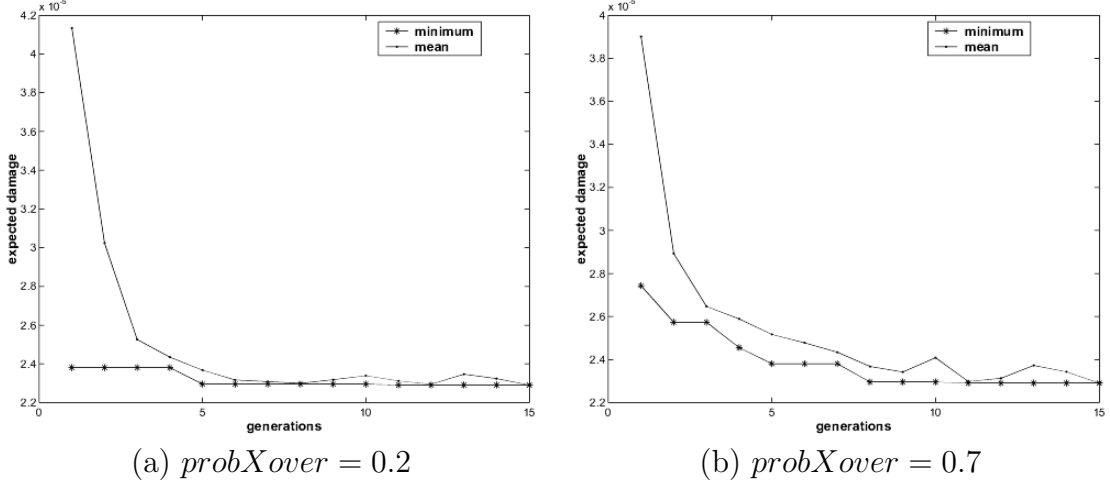 x 10⁻⁵
4.2
4
3.8
3.6
3.4
3.2
3
2.8
2.6
2.4
2.2
0
5
10
15
expected damage
generations
minimum
mean
(a) probXover = 0.2
x 10⁻⁵
4
3.8
3.6
3.4
3.2
3
2.8
2.6
2.4
2.2
0
5
10
15
expected damage
generations
minimum
mean
(b) probXover = 0.7